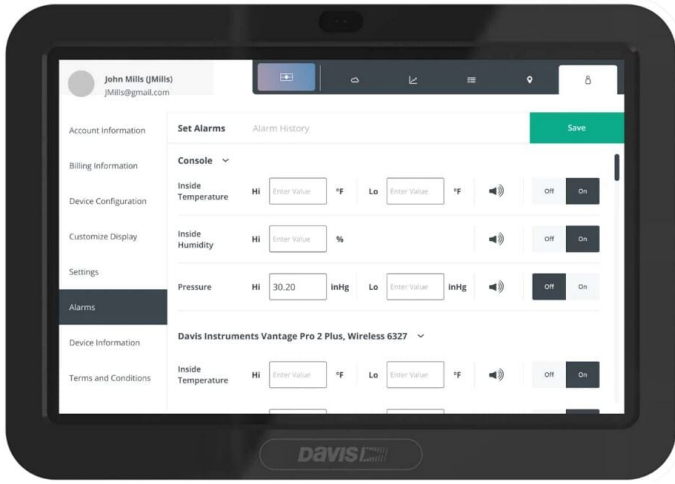 John Mills (JMills)
JMills@gmail.com
Account Information
Billing Information
Device Configuration
Customize Display
Settings
Alarms
Device Information
Terms and Conditions
Set Alarms Alarm History Save
Console
Inside Temperature Hi Enter Value °F Lo Enter Value °F Off On
Inside Humidity Hi Enter Value % Off On
Pressure Hi 30.20 inHg Lo Enter Value inHg Off On
Davis Instruments Vantage Pro 2 Plus, Wireless 6327
Inside Temperature Hi Enter Value °F Lo Enter Value °F Off On
DAVIS